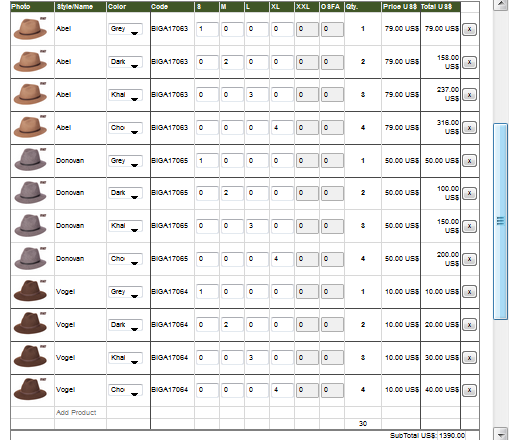 Photo Style/Name Color Code S M L XL XXL OSFA Qty. Price US$ Total US$
Abel Grey BIGA17063 1 0 0 0 0 0 1 79.00 US$ 79.00 US$ x
Abel Dark BIGA17063 0 2 0 0 0 0 2 79.00 US$ 158.00 US$ x
Abel Khal BIGA17063 0 0 3 0 0 0 3 79.00 US$ 237.00 US$ x
Abel Cho BIGA17063 0 0 0 4 0 0 4 79.00 US$ 316.00 US$ x
Donovan Grey BIGA17065 1 0 0 0 0 0 1 50.00 US$ 50.00 US$ x
Donovan Dark BIGA17065 0 2 0 0 0 0 2 50.00 US$ 100.00 US$ x
Donovan Khal BIGA17065 0 0 3 0 0 0 3 50.00 US$ 150.00 US$ x
Donovan Cho BIGA17065 0 0 0 4 0 0 4 50.00 US$ 200.00 US$ x
Vogel Grey BIGA17064 1 0 0 0 0 0 1 10.00 US$ 10.00 US$ x
Vogel Dark BIGA17064 0 2 0 0 0 0 2 10.00 US$ 20.00 US$ x
Vogel Khal BIGA17064 0 0 3 0 0 0 3 10.00 US$ 30.00 US$ x
Vogel Cho BIGA17064 0 0 0 4 0 0 4 10.00 US$ 40.00 US$ x
Add Product
30
SubTotal US$: 1390.00